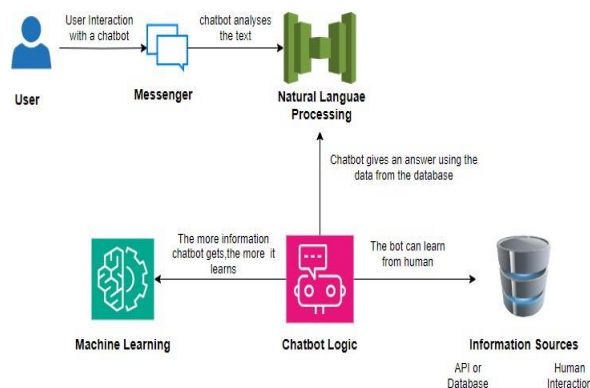 User Interaction
with a chatbot
chatbot analyses
the text
User
Messenger
Natural Languae
Processing
Chatbot gives an answer using the
data from the database
The more information
chatbot gets,the more it
learns
The bot can learn
from human
Machine Learning
Chatbot Logic
Information Sources
API or
Database
Human
Interaction